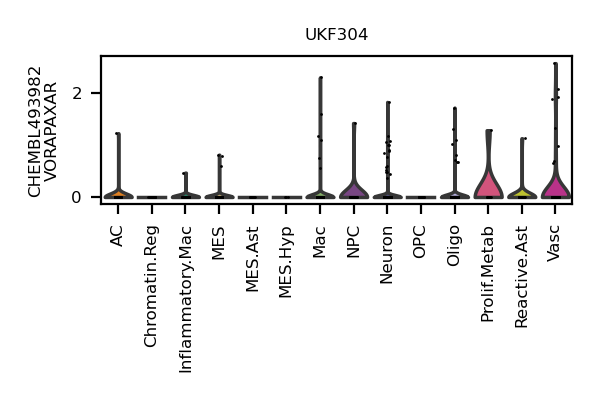 UKF304
CHEMBL493982
VORAPAXAR
2
0
AC
Chromatin.Reg
Inflammatory.Mac
MES
MES.Ast
MES.Hyp
Mac
NPC
Neuron
OPC
Oligo
Prolif.Metab
Reactive.Ast
Vasc